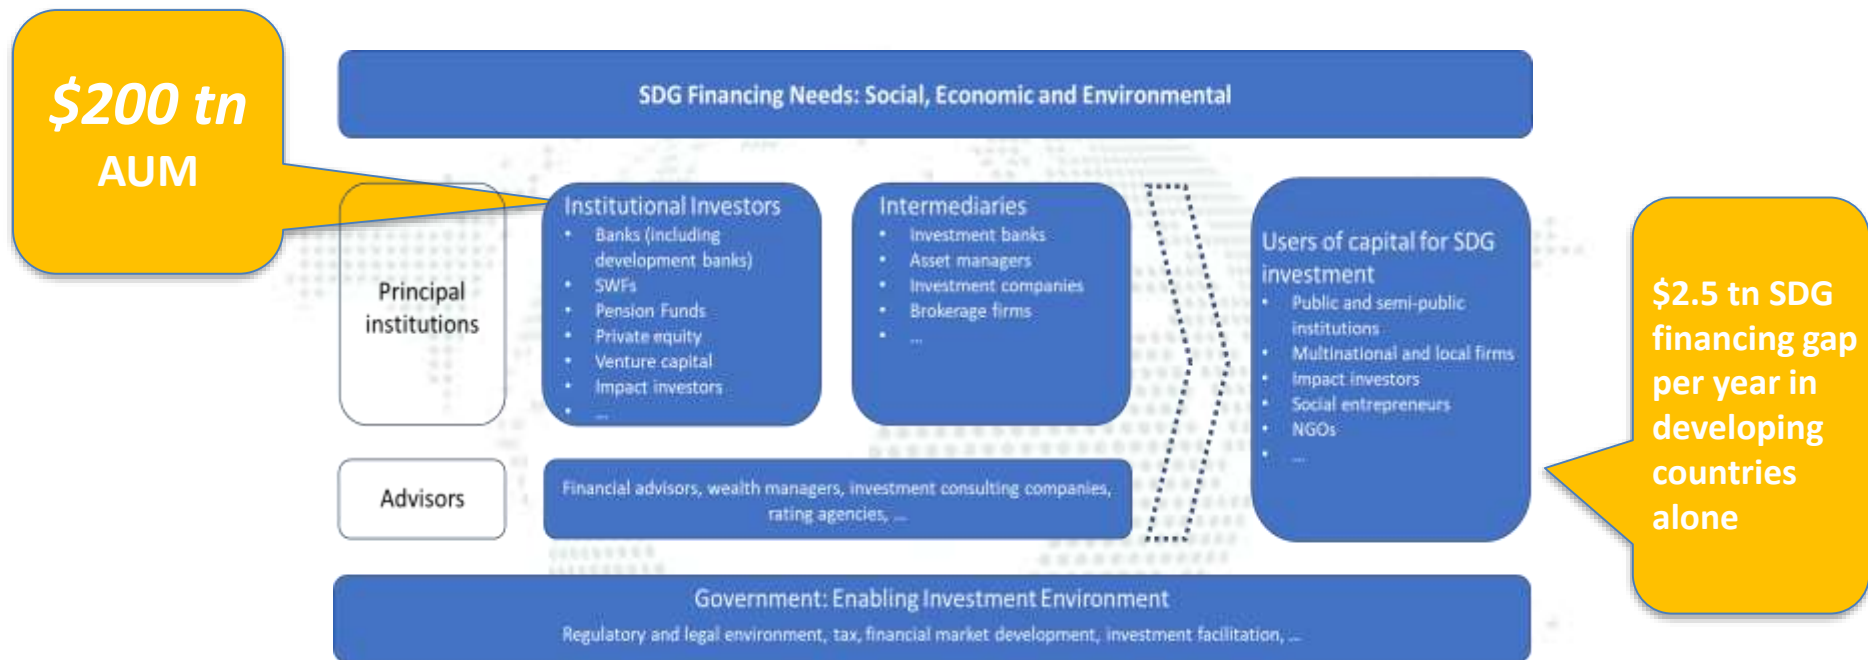 $200 tn
AUM
SDG Financing Needs: Social, Economic and Environmental
Principal
institutions
Institutional Investors
• Banks (including
development banks)
• SWFs
• Pension Funds
• Private equity
• Venture capital
• Impact investors
• ...
Intermediaries
• Investment banks
• Asset managers
• Investment companies
• Brokerage firms
• ...
Users of capital for SDG
investment
• Public and semi-public
institutions
• Multinational and local firms
• Impact investors
• Social entrepreneurs
• NGOs
• ...
$2.5 tn SDG
financing gap
per year in
developing
countries
alone
Advisors
Financial advisors, wealth managers, investment consulting companies,
rating agencies, ...
Government: Enabling Investment Environment
Regulatory and legal environment, tax, financial market development, investment facilitation, ...